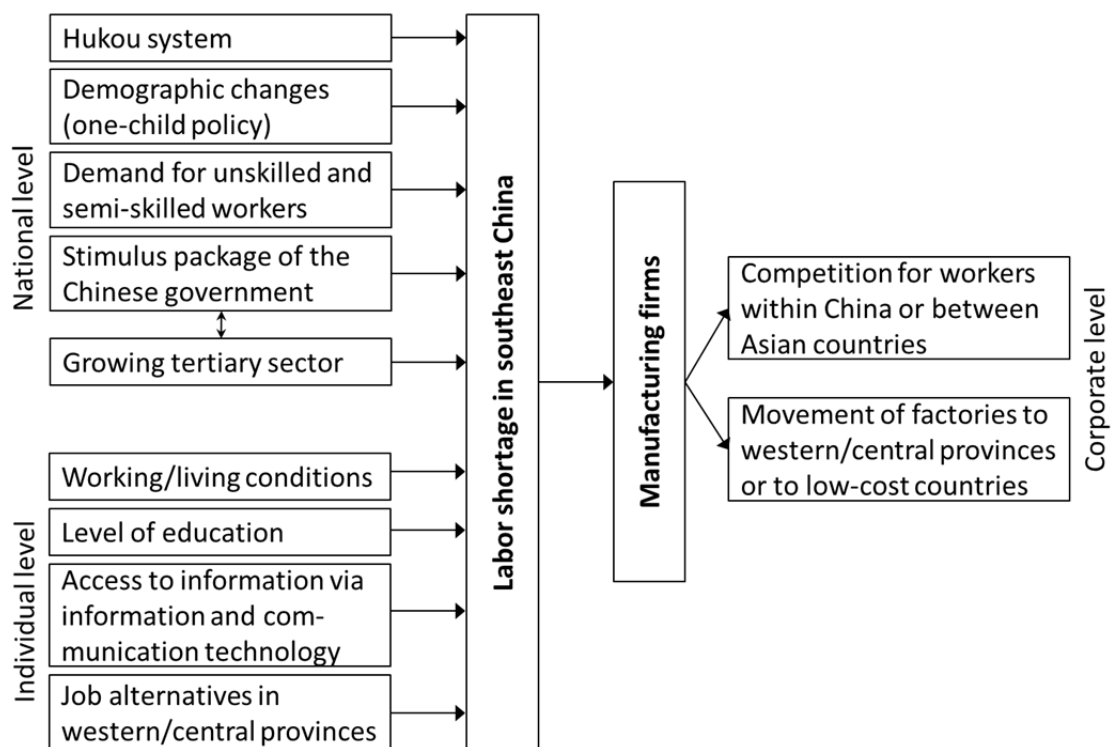 National level
Hukou system
Demographic changes
(one-child policy)
Demand for unskilled and
semi-skilled workers
Stimulus package of the
Chinese government
Growing tertiary sector
Individual level
Working/living conditions
Level of education
Access to information via
information and com-
munication technology
Job alternatives in
western/central provinces
Labor shortage in southeast China
Manufacturing firms
Competition for workers
within China or between
Asian countries
Movement of factories to
western/central provinces
or to low-cost countries
Corporate level